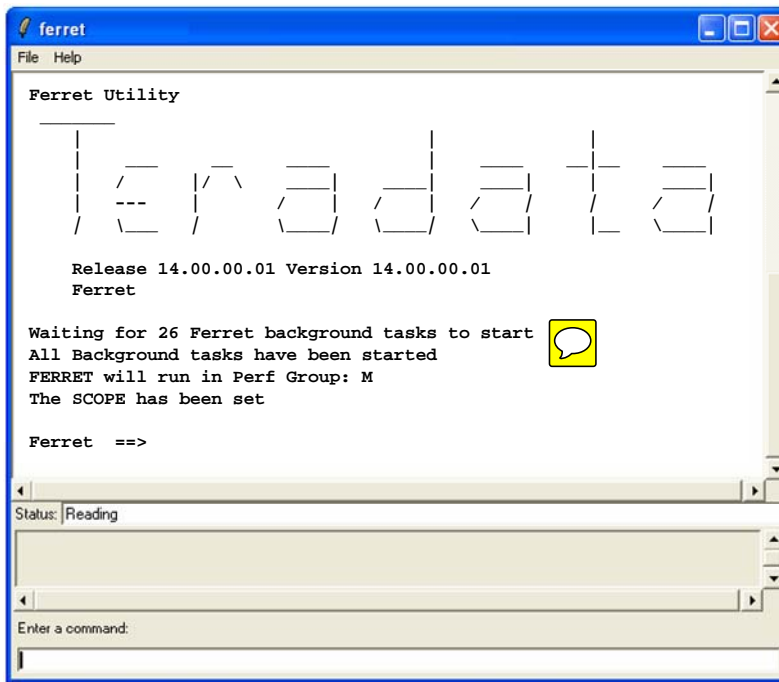 ferret
File Help
Ferret Utility
Teradata
Release 14.00.00.01 Version 14.00.00.01
Ferret
Waiting for 26 Ferret background tasks to start
All Background tasks have been started
FERRET will run in Perf Group: M
The SCOPE has been set
Ferret ==>
Status: Reading
Enter a command: